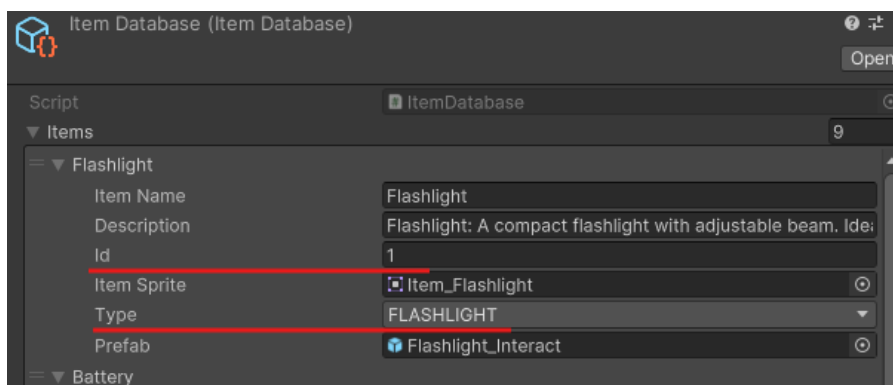 Item Database (Item Database)
Open
Script ItemDatabase
Items 9
Flashlight
Item Name Flashlight
Description Flashlight: A compact flashlight with adjustable beam. Idea
Id 1
Item Sprite Item_Flashlight
Type FLASHLIGHT
Prefab Flashlight_Interact
Battery